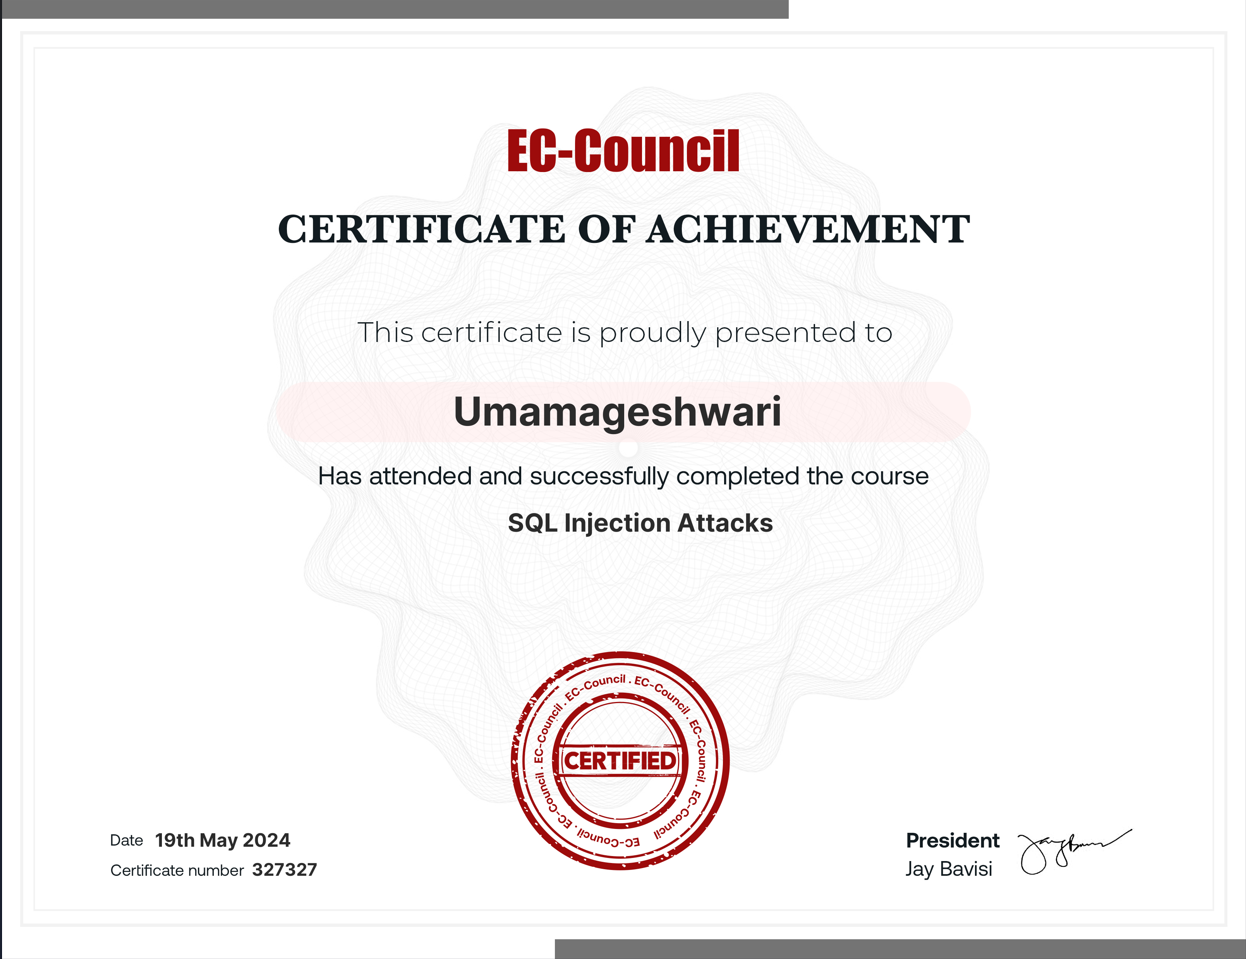 EC-Council
CERTIFICATE OF ACHIEVEMENT
This certificate is proudly presented to
Umamageshwari
Has attended and successfully completed the course
SQL Injection Attacks
EC-Council . EC-Council . EC-Council . EC-Council . EC-Council . EC-Council . EC-Council
CERTIFIED
Date 19th May 2024
Certificate number 327327
President
Jay Bavisi